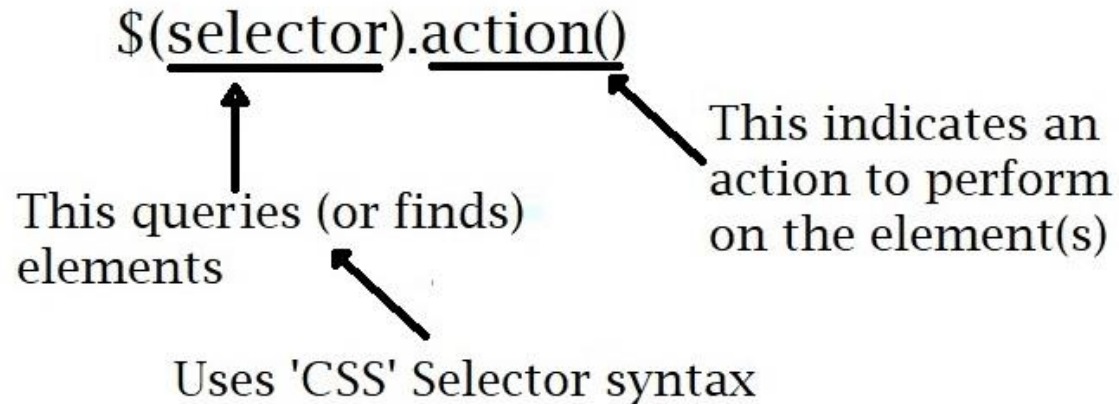 $(selector).action()
This indicates an
action to perform
on the element(s)
This queries (or finds)
elements
Uses 'CSS' Selector syntax